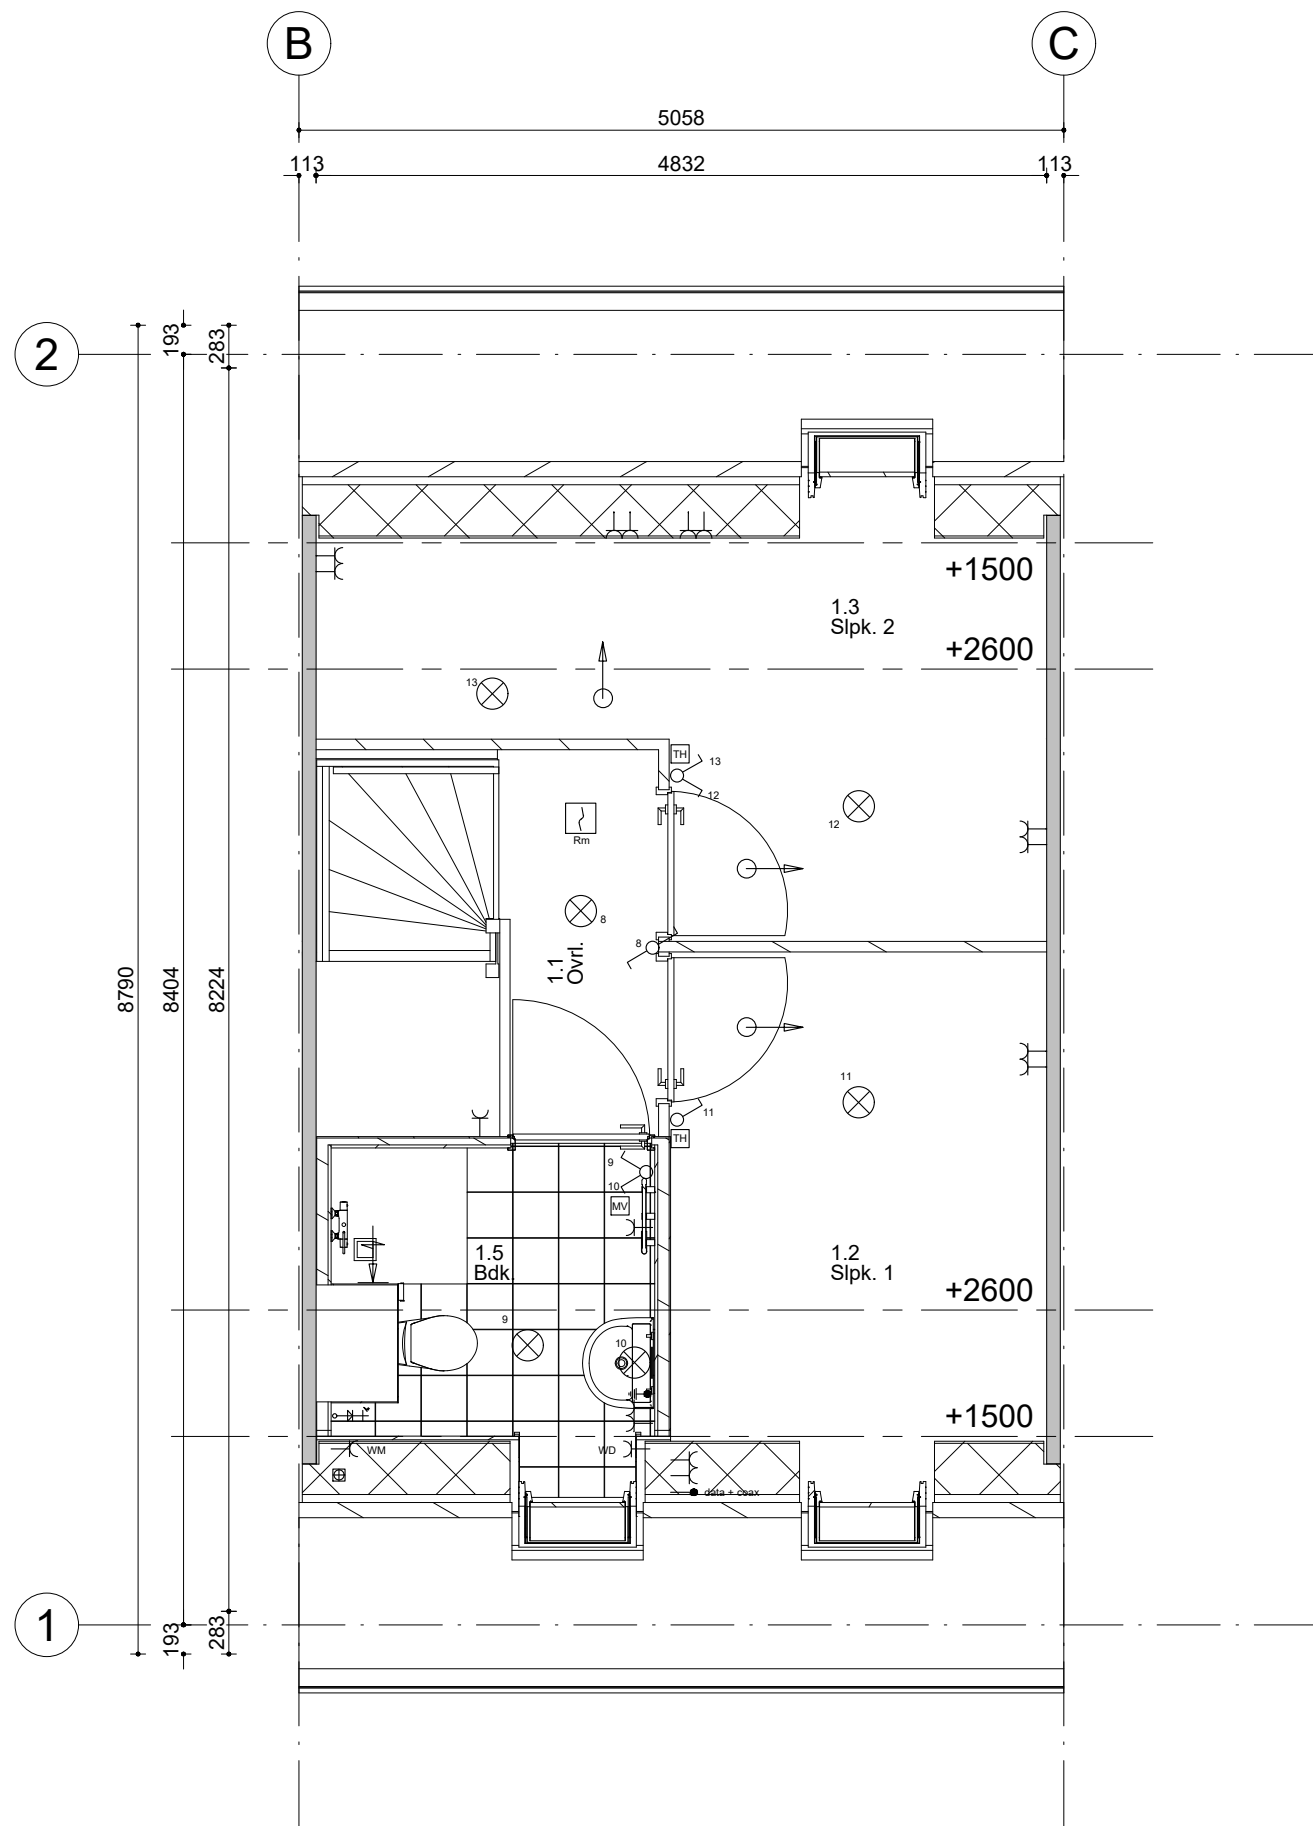 B
C
5058
113
4832
113
2
193
283
+1500
1.3
Slpk. 2
+2600
13
TH
13
12
12
Rm
8
8
1.1
Ovrl.
8790
8404
8224
11
11
TH
9
10
MV
1.5
Bdk.
1.2
Slpk. 1
+2600
9
10
+1500
WM
WD
data + coax
1
193
283